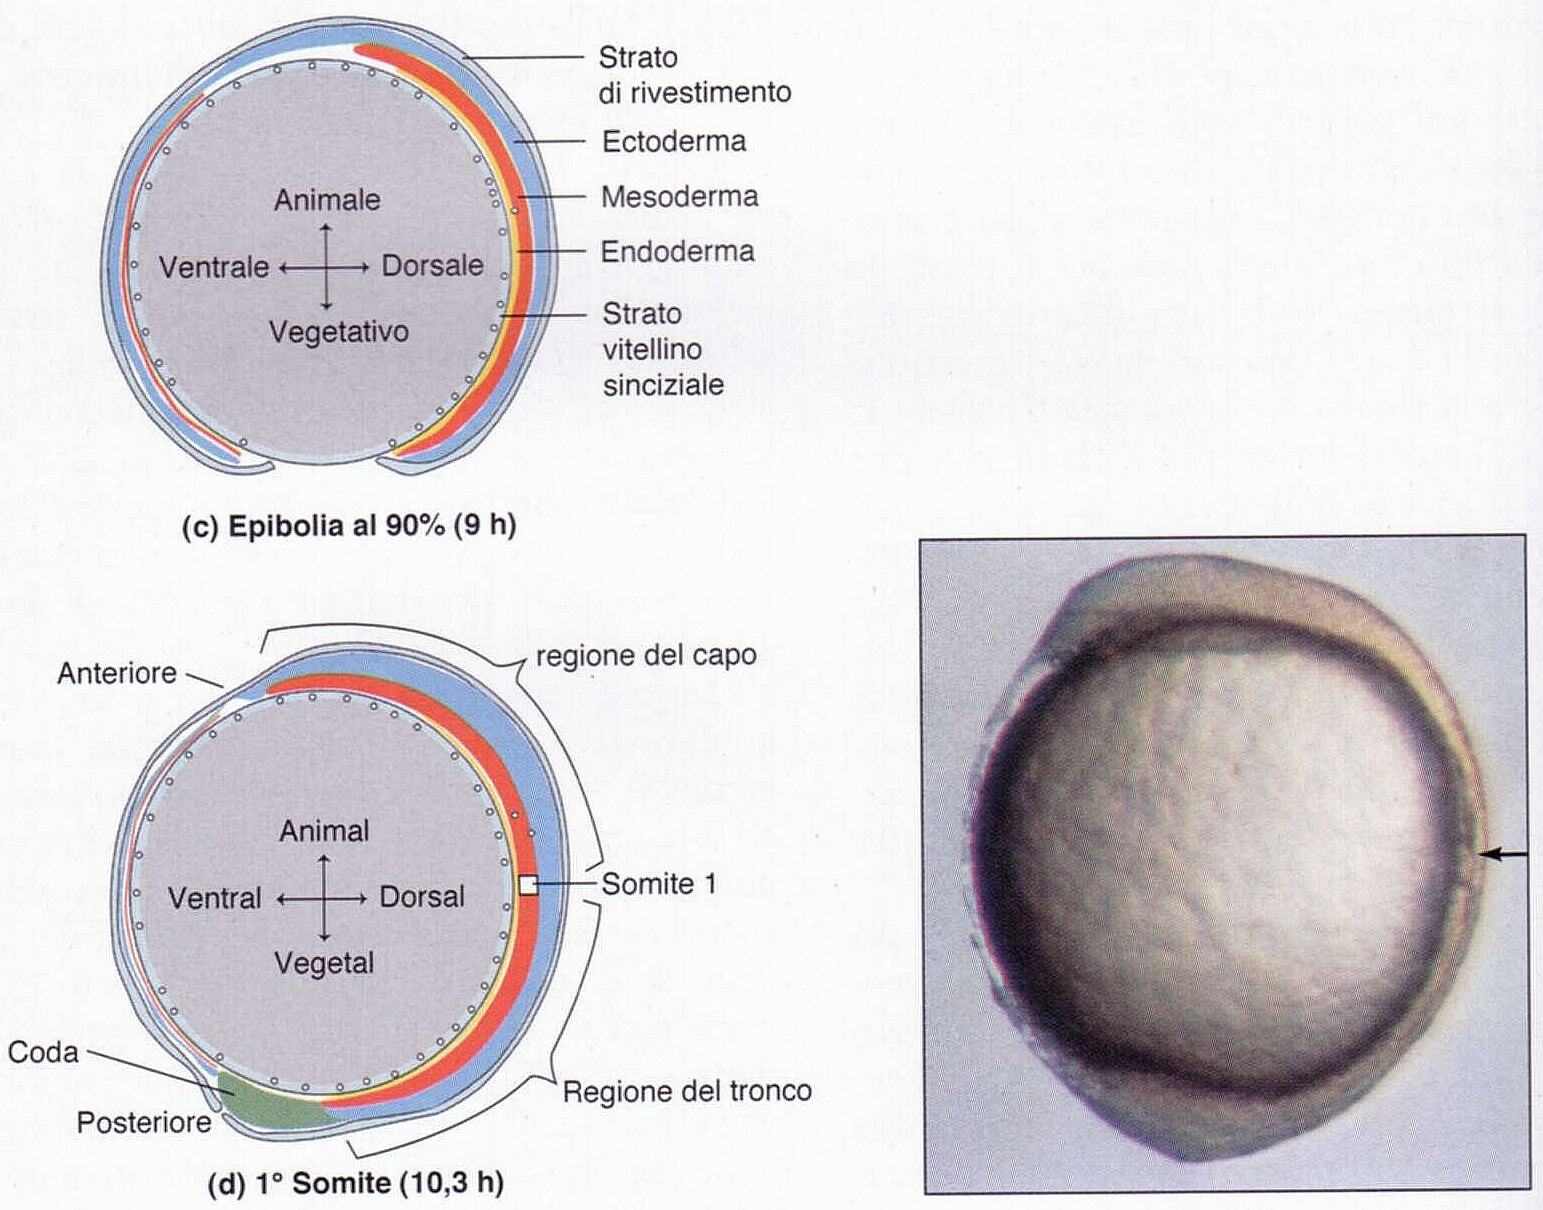 Strato
di rivestimento
Ectoderma
Mesoderma
Endoderma
Strato
vitellino
sinciziale
Animale
Ventrale
Dorsale
Vegetativo
(c) Epibolia al 90% (9 h)
Anteriore
regione del capo
Animal
Ventral
Dorsal
Vegetal
Somite 1
Coda
Posteriore
Regione del tronco
(d) 1° Somite (10,3 h)